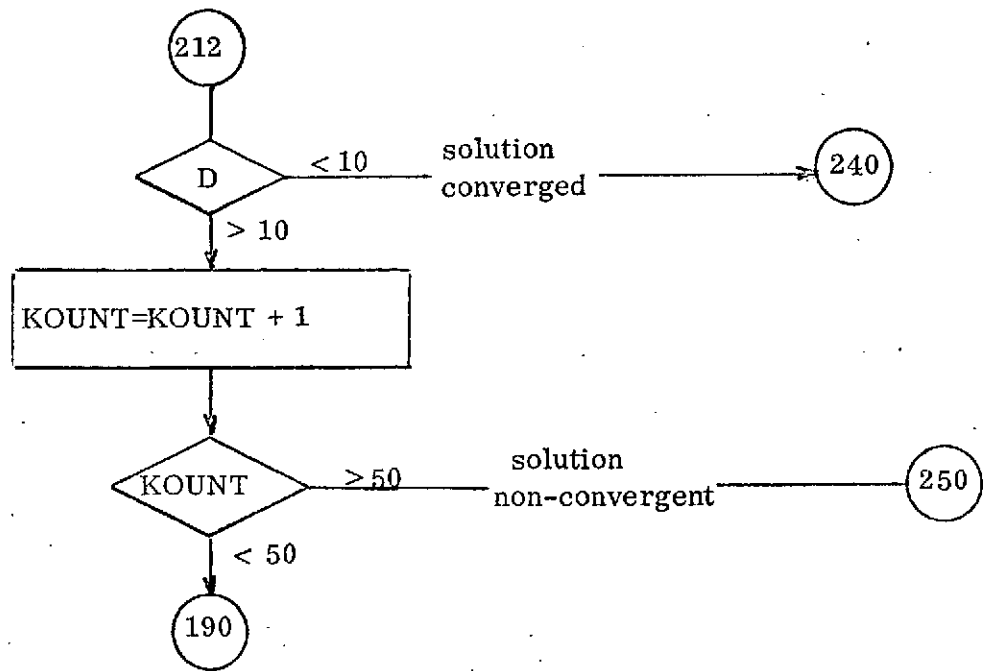 212
D
< 10
solution
converged
240
> 10
KOUNT=KOUNT + 1
KOUNT
>50
solution
non-convergent
250
< 50
190